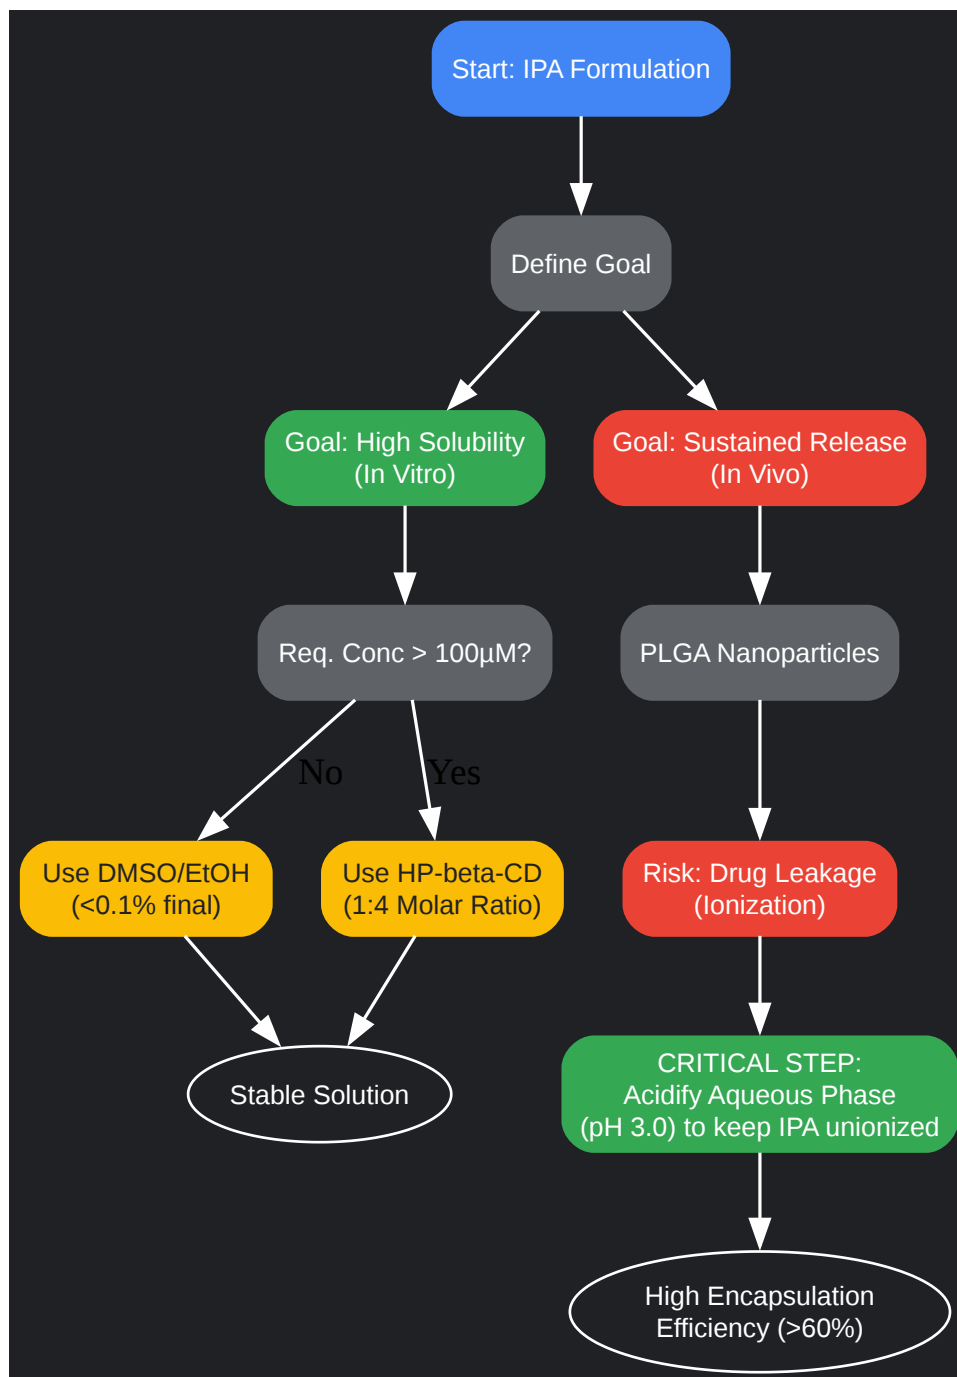 Start: IPA Formulation
Define Goal
Goal: High Solubility
(In Vitro)
Goal: Sustained Release
(In Vivo)
Req. Conc > 100µM?
PLGA Nanoparticles
No
Yes
Use DMSO/EtOH
(<0.1% final)
Use HP-beta-CD
(1:4 Molar Ratio)
Risk: Drug Leakage
(Ionization)
Stable Solution
CRITICAL STEP:
Acidify Aqueous Phase
(pH 3.0) to keep IPA unionized
High Encapsulation
Efficiency (>60%)